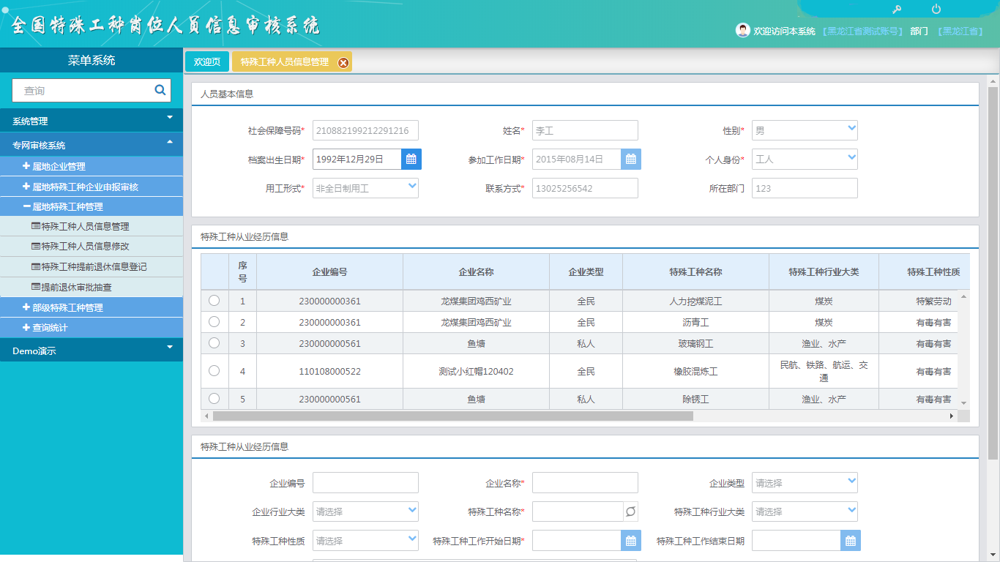 全国特殊工种岗位人员信息审核系统
欢迎访问本系统 【黑龙江省测试账号】 部门 【黑龙江省】
菜单系统
查询
系统管理
专网审核系统
属地企业管理
属地特殊工种企业申报审核
属地特殊工种管理
特殊工种人员信息管理
特殊工种人员信息修改
特殊工种提前退休信息登记
提前退休审批抽查
部级特殊工种管理
查询统计
Demo演示
欢迎页 特殊工种人员信息管理
人员基本信息
社会保障号码* 210882199212291216 姓名* 李工 性别* 男
档案出生日期* 1992年12月29日 参加工作日期* 2015年08月14日 个人身份* 工人
用工形式* 非全日制用工 联系方式* 13025256542 所在部门 123
特殊工种从业经历信息
序号 企业编号 企业名称 企业类型 特殊工种名称 特殊工种行业大类 特殊工种性质
1 230000000361 龙煤集团鸡西矿业 全民 人力挖煤泥工 煤炭 特繁劳动
2 230000000361 龙煤集团鸡西矿业 全民 沥青工 煤炭 有毒有害
3 230000000561 鱼塘 私人 玻璃钢工 渔业、水产 有毒有害
4 110108000522 测试小红帽120402 全民 橡胶混炼工 民航、铁路、航运、交通 有毒有害
5 230000000561 鱼塘 私人 除锈工 渔业、水产 有毒有害
特殊工种从业经历信息
企业编号 企业名称* 企业类型 请选择
企业行业大类 请选择 特殊工种名称* 特殊工种行业大类 请选择
特殊工种性质 请选择 特殊工种工作开始日期* 特殊工种工作结束日期